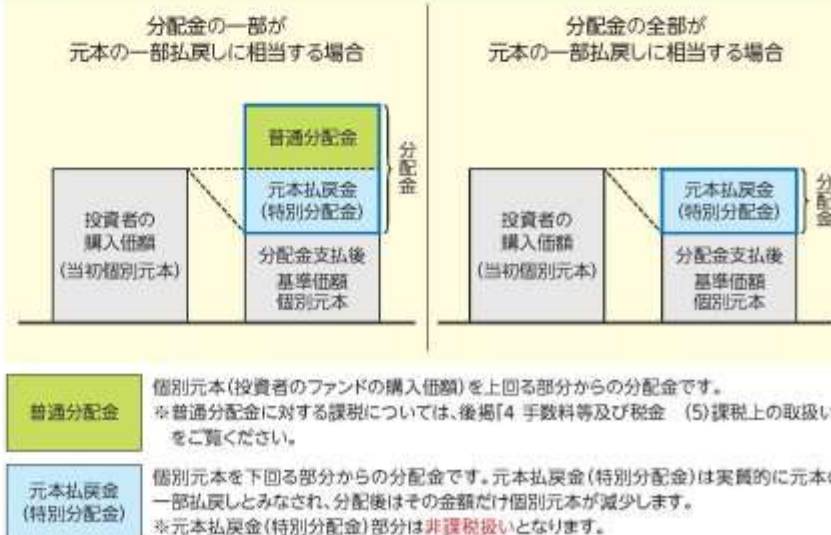 分配金の一部が
元本の一部払戻しに相当する場合
普通分配金
元本払戻金
(特別分配金)
分配金
投資者の
購入価額
(当初個別元本)
分配金支払後
基準価額
個別元本
分配金の全部が
元本の一部払戻しに相当する場合
元本払戻金
(特別分配金)
分配金
投資者の
購入価額
(当初個別元本)
分配金支払後
基準価額
個別元本
普通分配金
個別元本(投資者のファンドの購入価額)を上回る部分からの分配金です。
※普通分配金に対する課税については、後掲「4 手数料等及び税金 (5)課税上の取扱い
をご覧ください。
元本払戻金
(特別分配金)
個別元本を下回る部分からの分配金です。元本払戻金(特別分配金)は実質的に元本の
一部払戻しとみなされ、分配後はその金額だけ個別元本が減少します。
※元本払戻金(特別分配金)部分は非課税扱いとなります。